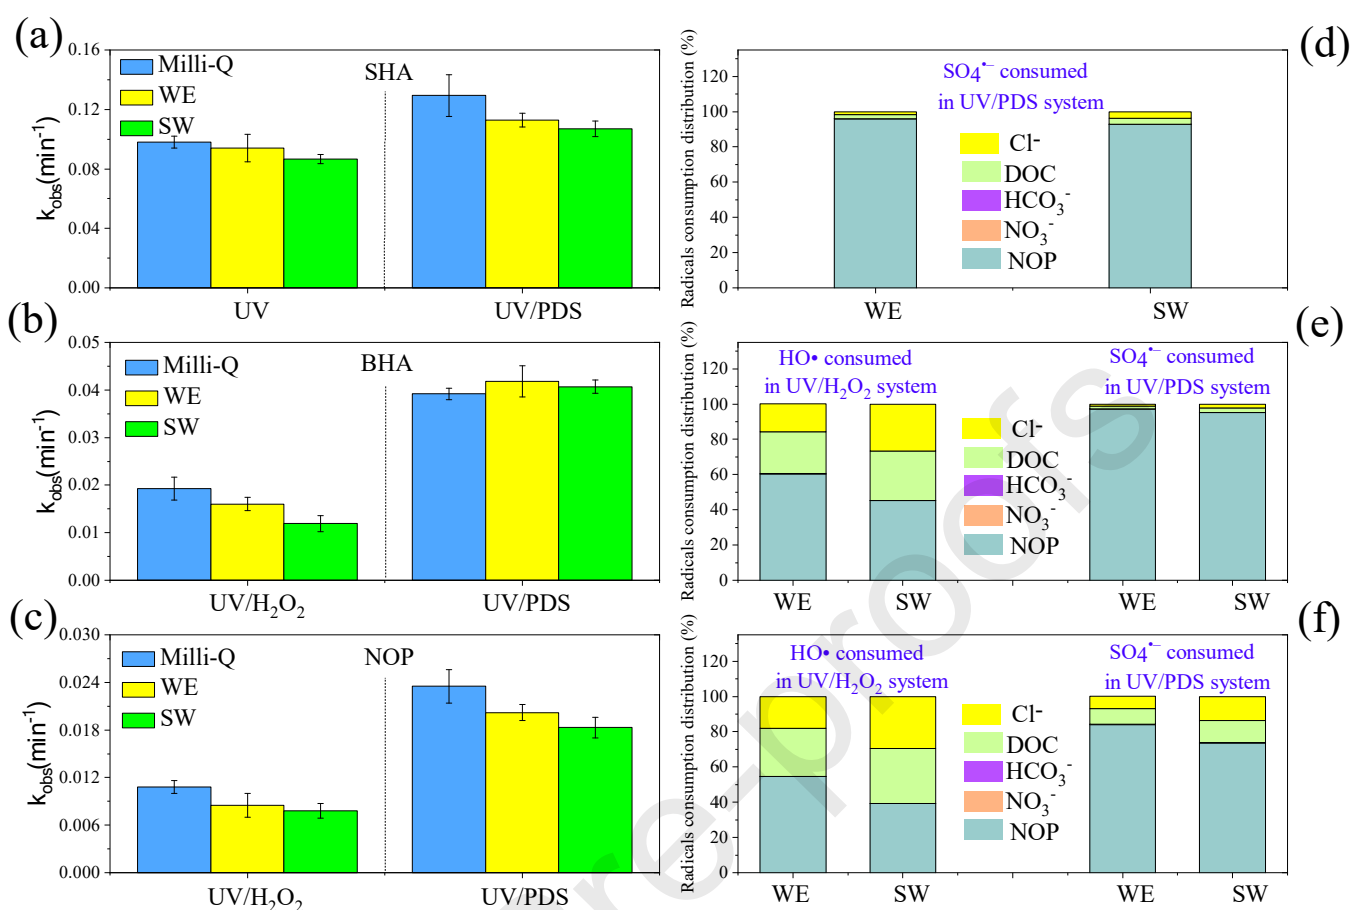 (a)
0.16
0.12
0.08
0.04
0.00
k_obs(min⁻¹)
Milli-Q
WE
SW
SHA
UV
UV/PDS
(d)
120
100
80
60
40
20
0
Radicals consumption distribution (%)
SO₄•⁻ consumed
in UV/PDS system
Cl⁻
DOC
HCO₃⁻
NO₃⁻
NOP
WE
SW
(b)
0.05
0.04
0.03
0.02
0.01
0.00
k_obs(min⁻¹)
Milli-Q
WE
SW
BHA
UV/H₂O₂
UV/PDS
(e)
120
100
80
60
40
20
0
Radicals consumption distribution (%)
HO• consumed
in UV/H₂O₂ system
SO₄•⁻ consumed
in UV/PDS system
Cl⁻
DOC
HCO₃⁻
NO₃⁻
NOP
WE
SW
WE
SW
(c)
0.030
0.024
0.018
0.012
0.006
0.000
k_obs(min⁻¹)
Milli-Q
WE
SW
NOP
UV/H₂O₂
UV/PDS
(f)
120
100
80
60
40
20
0
Radicals consumption distribution (%)
HO• consumed
in UV/H₂O₂ system
SO₄•⁻ consumed
in UV/PDS system
Cl⁻
DOC
HCO₃⁻
NO₃⁻
NOP
WE
SW
WE
SW
re-proofs